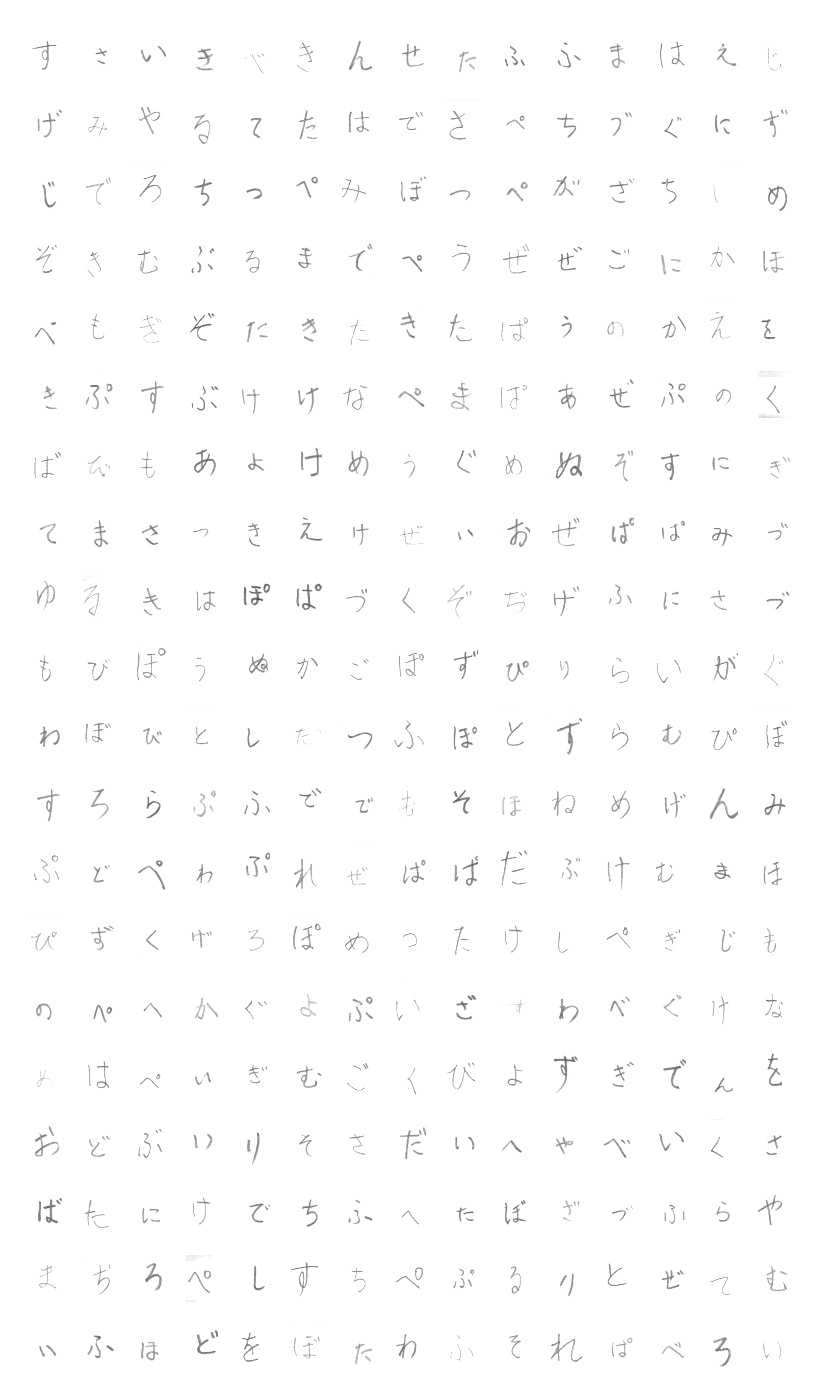 すさいきべきんせたふふまはえじ
げみやるてたはでさぺちづぐにず
じでろちっぺみぼっぺがざちしめ
ぞきむぶるまでぺうぜぜごにかほ
べもぎぞたきたきたぱうのかえを
きぷすぶけけなぺまぱあぜぷのく
ばでもあよけめぅぐめぬぞすにぎ
てまさっきえけぜぃおぜぱぱみづ
ゆるきはぽぱづくぞぢげふにさづ
もびぽうぬかごぽずぴりらいがぐ
わぼびとしだつふぽとずらむぴぼ
すろらぷふででもそほねめげんみ
ぷどぺゎぷれぜぱぱだぶけむまほ
ぴずくげろぽめつたけしぺぎじも
のぺへかぐよぷいざすわべぐけな
めはぺぃぎむごくびよずぎでんを
おどぶいりそさだいへやべいくさ
ばたにけでちふへたぼざづふらや
まぢろぺしすちぺぷるりとぜてむ
ぃふほどをぼたわふそれぱべろい